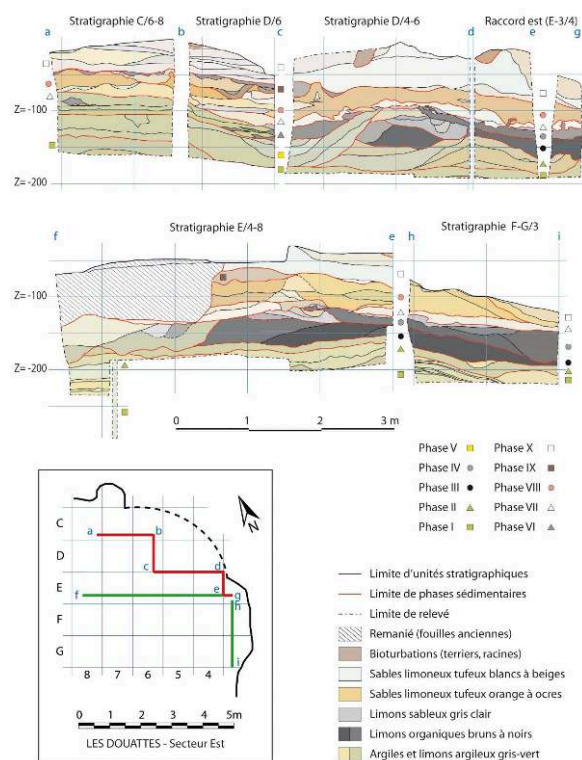 Stratigraphie C/6-8
Stratigraphie D/6
Stratigraphie D/4-6
Raccord est (E-3/4)
a
b
c
d
e
g
Z= -100
-200
Stratigraphie E/4-8
Stratigraphie F-G/3
f
e
h
i
Z= -100
Z= -200
0
1
2
3 m
Phase V
Phase X
Phase IV
Phase IX
Phase III
Phase VIII
Phase II
Phase VII
Phase I
Phase VI
C
D
E
F
G
a
b
c
d
e
f
g
h
i
N
8
7
6
5
4
0
1
2
3
4
5m
LES DOUATTES - Secteur Est
Limite d'unités stratigraphiques
Limite de phases sédimentaires
Limite de relevé
Remanié (fouilles anciennes)
Bioturbations (terriers, racines)
Sables limoneux tufeux blancs à beiges
Sables limoneux tufeux orange à ocres
Limons sableux gris clair
Limons organiques bruns à noirs
Argiles et limons argileux gris-vert